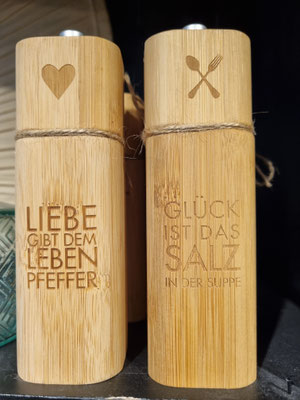 LIEBE
GIBT DEM
LEBEN
PFEFFER
GLÜCK
IST DAS
SALZ
IN DER SUPPE